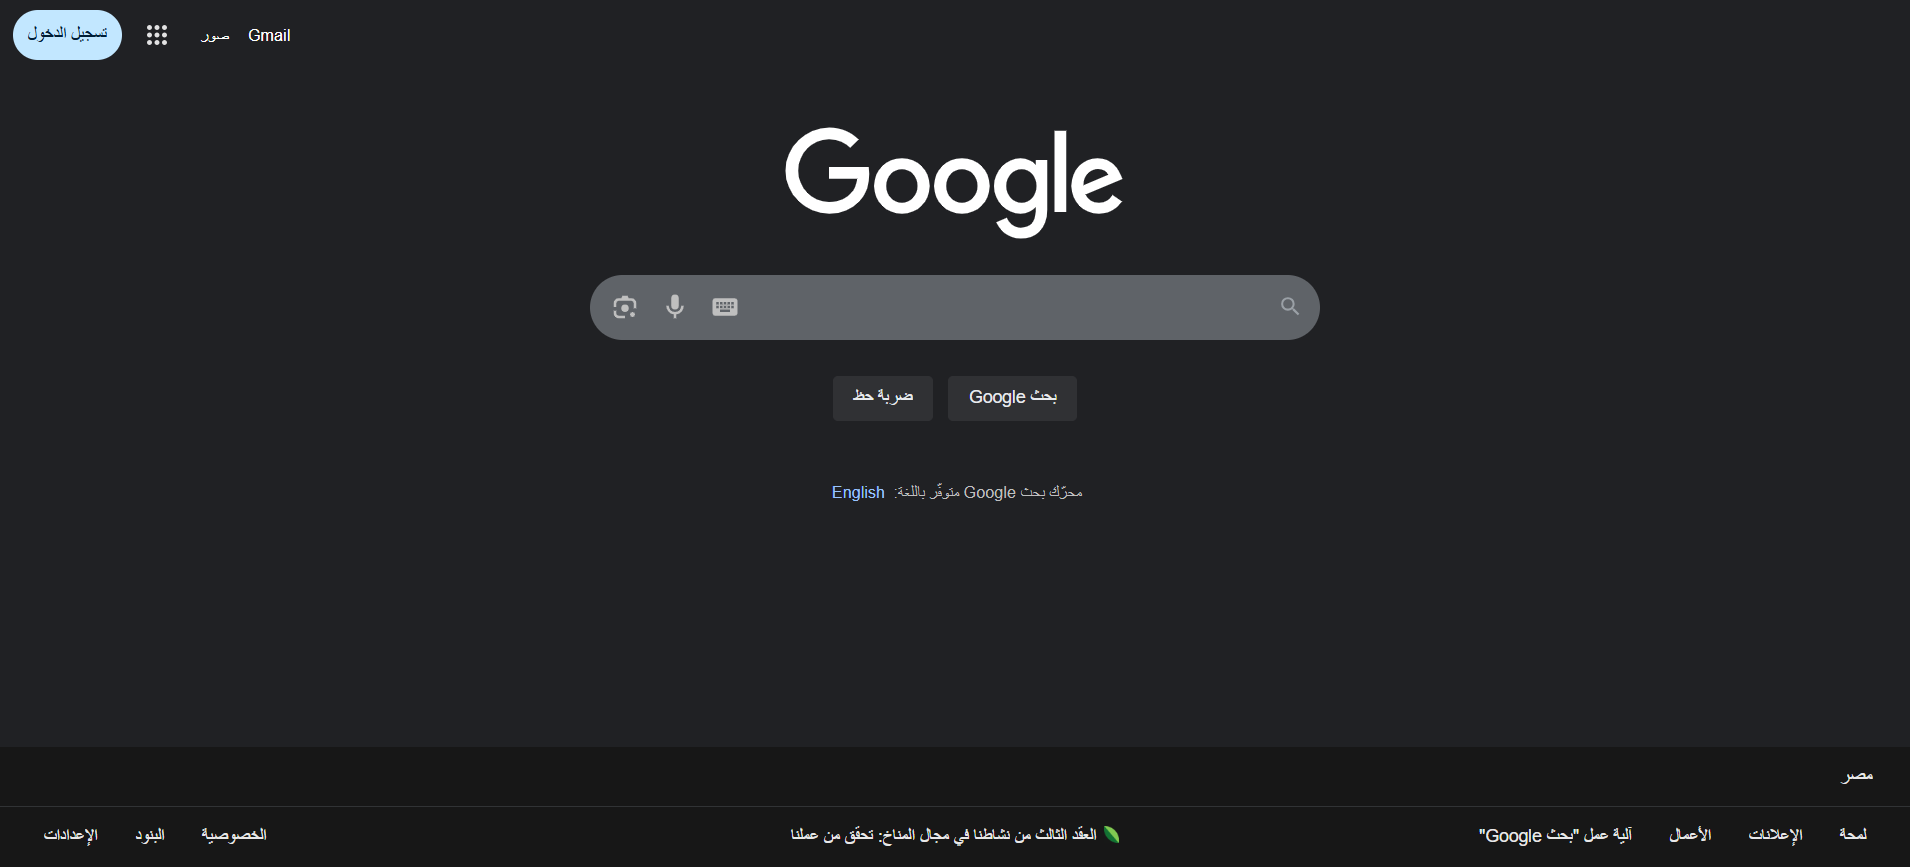 Gmail صور تسجيل الدخول
Google
بحث Google ضربة حظ
محرّك بحث Google متوفّر باللغة: English
مصر
لمحة الإعلانات الأعمال آلية عمل "بحث Google" العقد الثالث من نشاطنا في مجال المناخ: تحقّق من عملنا الخصوصية البنود الإعدادات